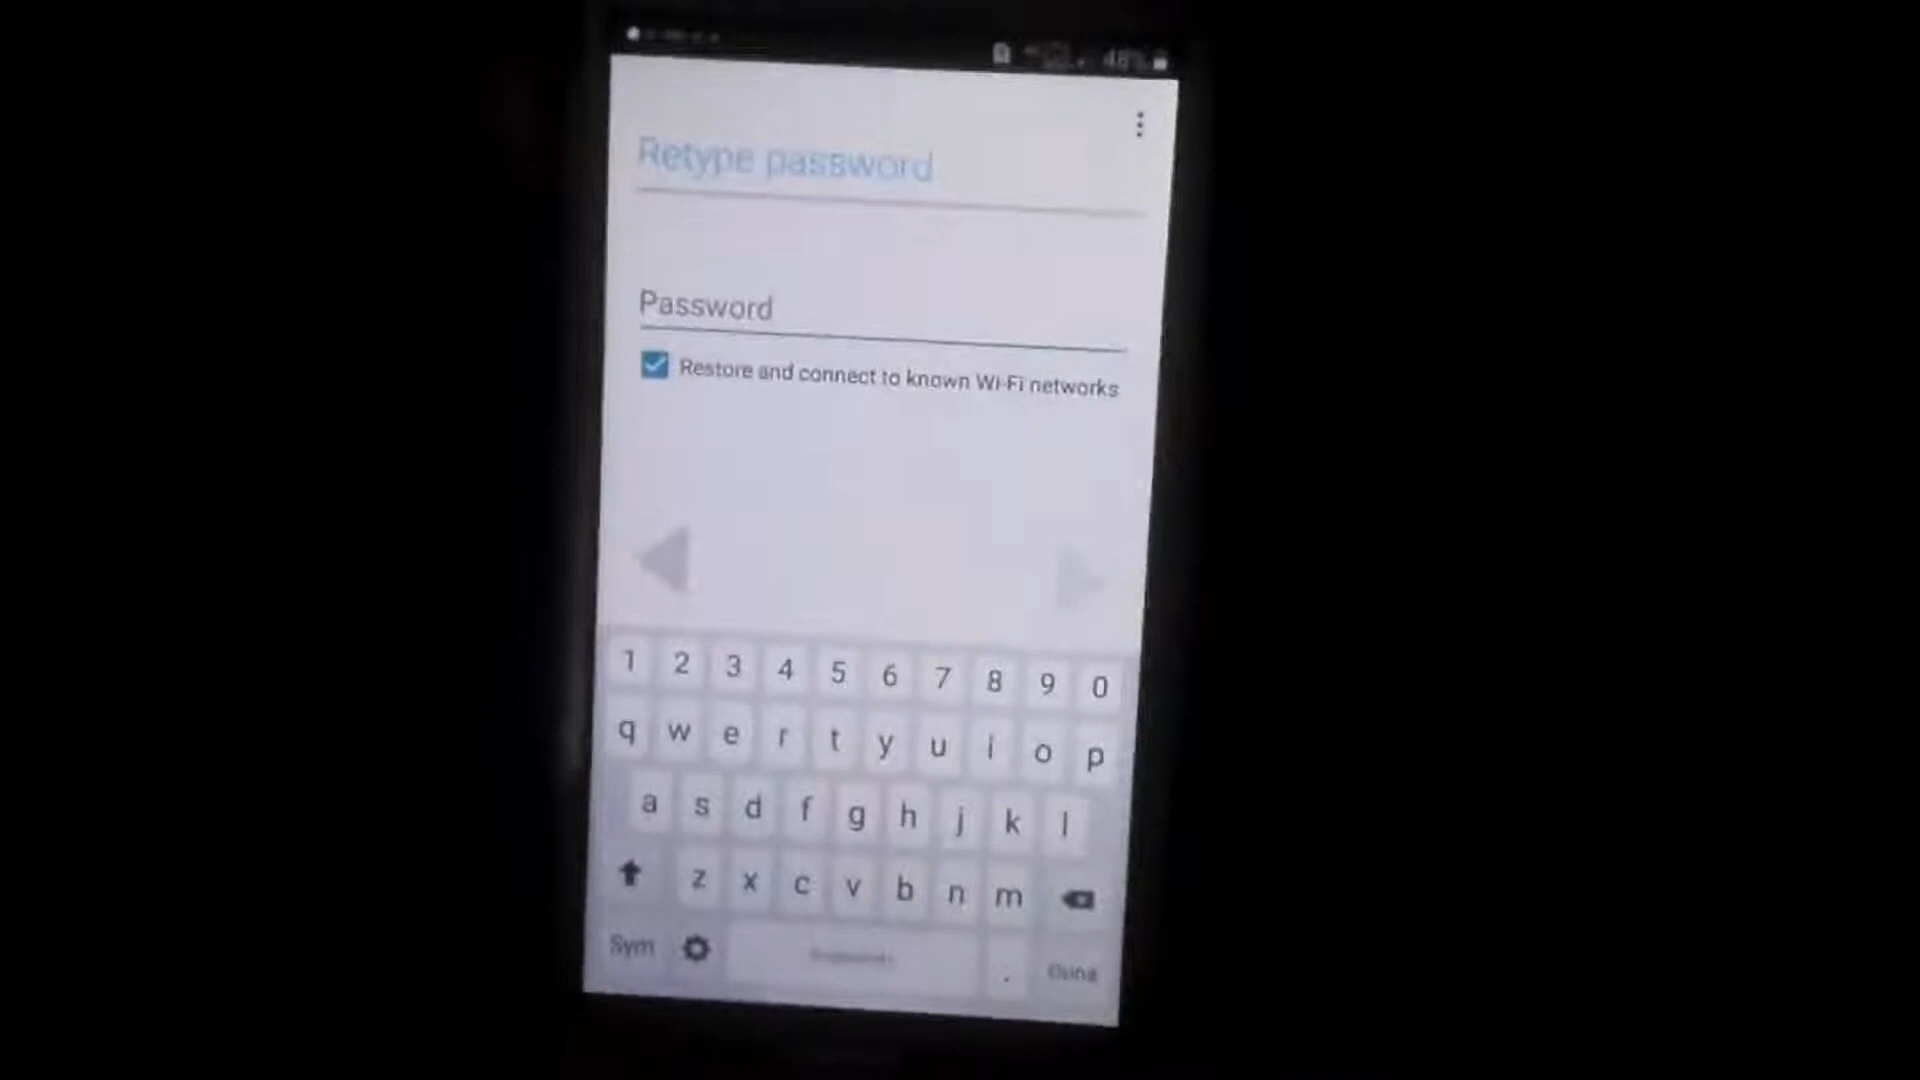 48%
Retype password
Password
Restore and connect to known Wi-Fi networks
1 2 3 4 5 6 7 8 9 0
q w e r t y u i o p
a s d f g h j k l
z x c v b n m
Sym .